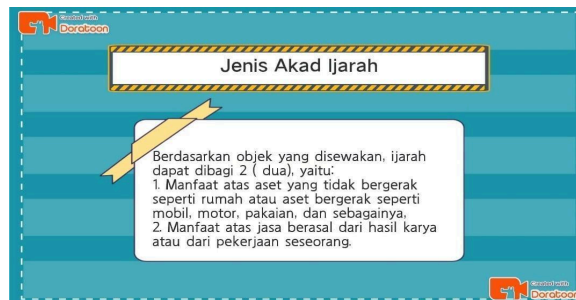 Created with
Doratoon
Jenis Akad Ijarah
Berdasarkan objek yang disewakan, ijarah
dapat dibagi 2 ( dua), yaitu:
1. Manfaat atas aset yang tidak bergerak
seperti rumah atau aset bergerak seperti
mobil, motor, pakaian, dan sebagainya,
2. Manfaat atas jasa berasal dari hasil karya
atau dari pekerjaan seseorang.
Created with
Doratoon